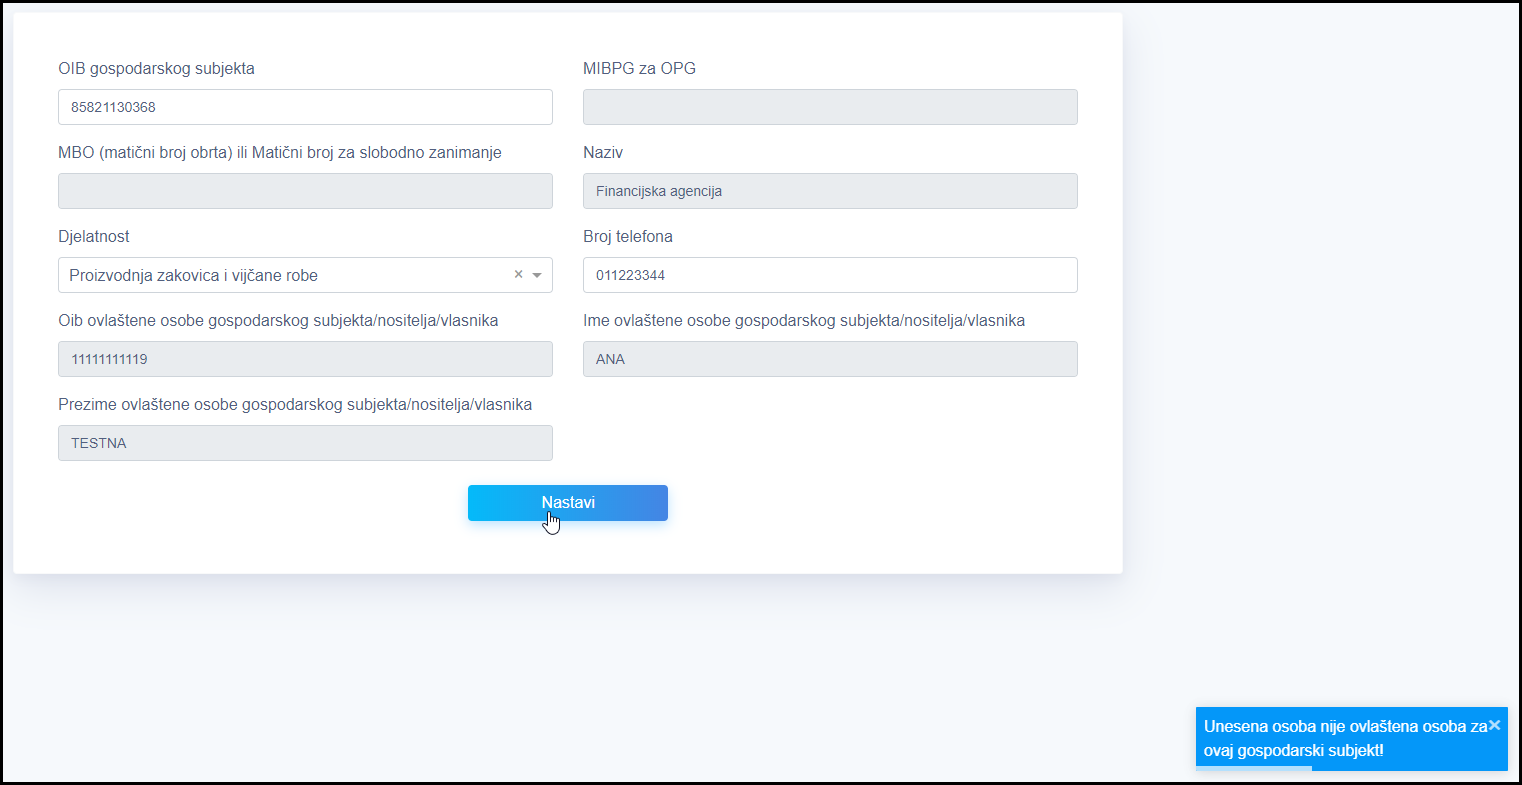 OIB gospodarskog subjekta
85821130368
MIBPG za OPG
MBO (matični broj obrta) ili Matični broj za slobodno zanimanje
Naziv
Financijska agencija
Djelatnost
Proizvodnja zakovica i vijčane robe
Broj telefona
011223344
Oib ovlaštene osobe gospodarskog subjekta/nositelja/vlasnika
11111111119
Ime ovlaštene osobe gospodarskog subjekta/nositelja/vlasnika
ANA
Prezime ovlaštene osobe gospodarskog subjekta/nositelja/vlasnika
TESTNA
Nastavi
Unesena osoba nije ovlaštena osoba za
ovaj gospodarski subjekt!